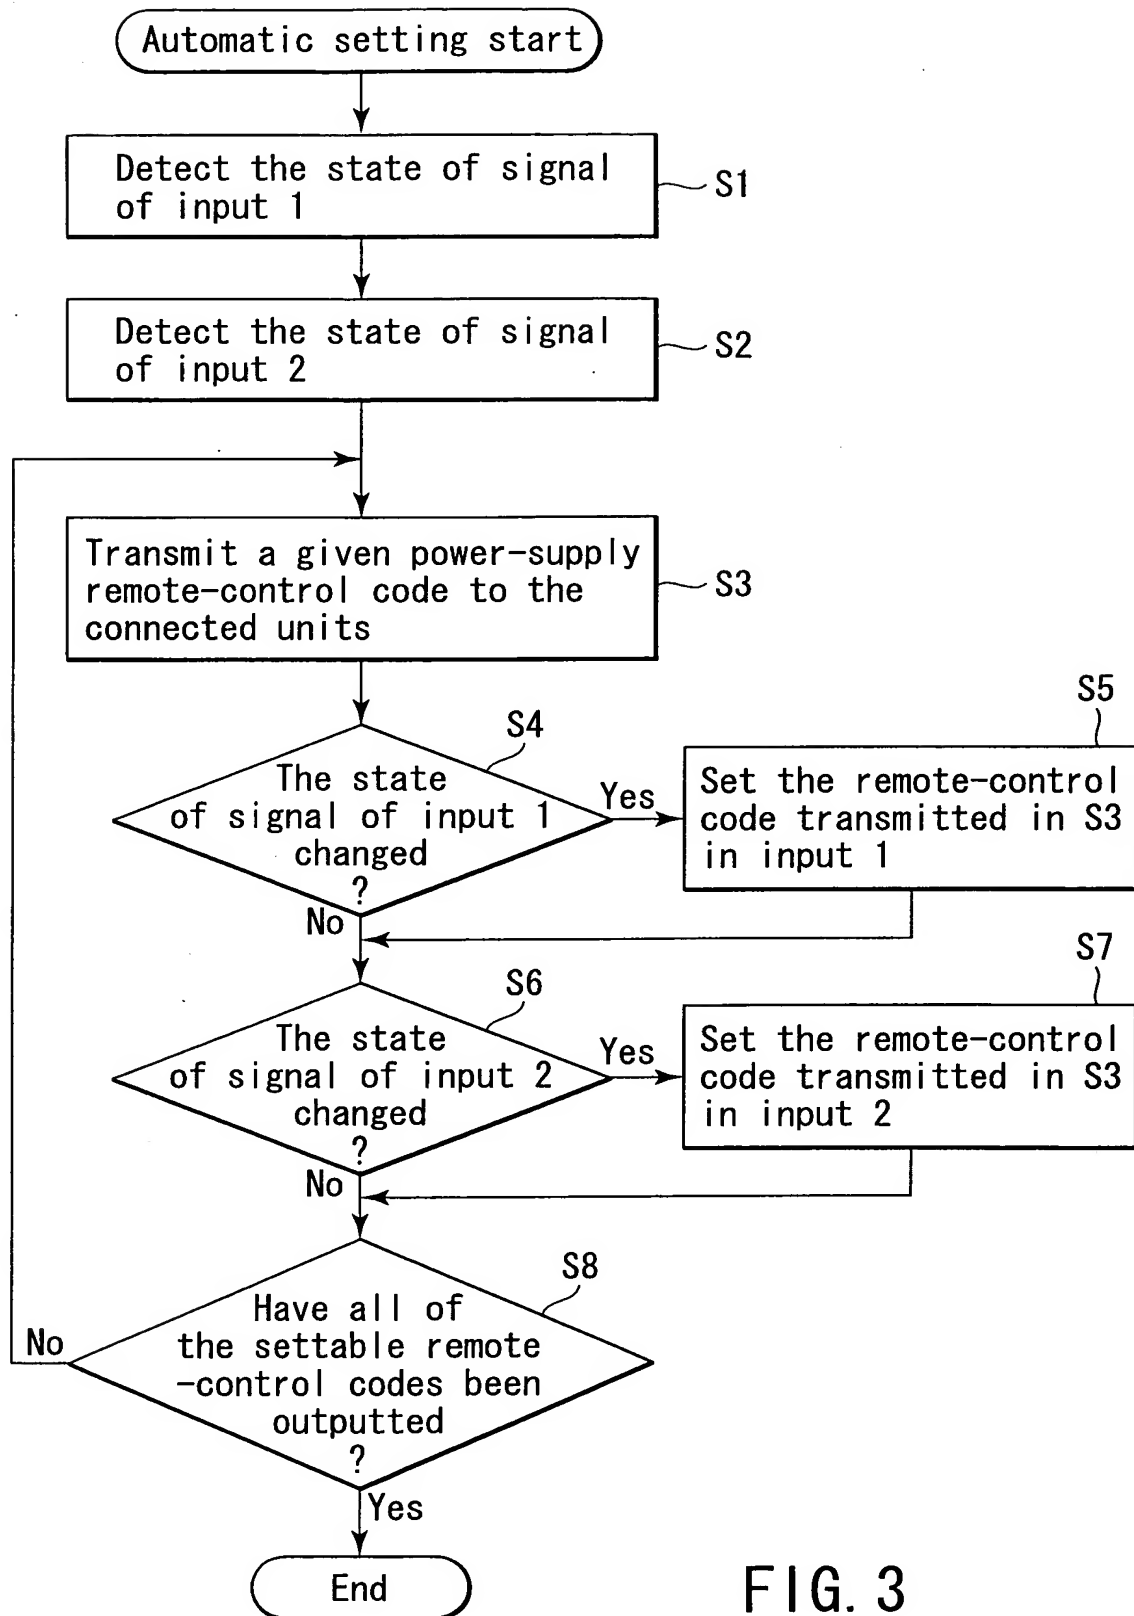 Automatic setting start
Detect the state of signal
of input 1
S1
Detect the state of signal
of input 2
S2
Transmit a given power-supply
remote-control code to the
connected units
S3
S4
The state
of signal of input 1
changed
?
Yes
No
S5
Set the remote-control
code transmitted in S3
in input 1
S6
The state
of signal of input 2
changed
?
Yes
No
S7
Set the remote-control
code transmitted in S3
in input 2
S8
Have all of
the settable remote
-control codes been
outputted
?
No
Yes
End
FIG. 3